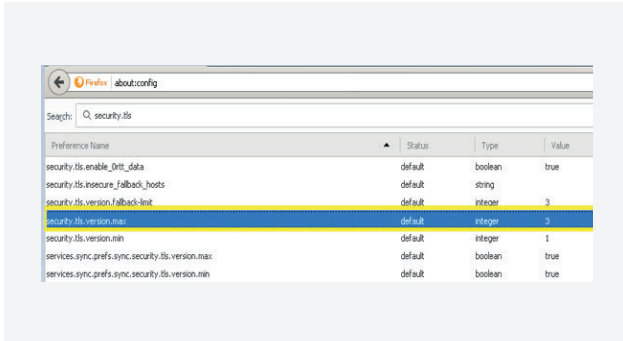 Firefox about:config
Search: security.tls
Preference Name Status Type Value
security.tls.enable_0rtt_data default boolean true
security.tls.insecure_fallback_hosts default string
security.tls.version.fallback-limit default integer 3
security.tls.version.max default integer 3
security.tls.version.min default integer 1
services.sync.prefs.sync.security.tls.version.max default boolean true
services.sync.prefs.sync.security.tls.version.min default boolean true